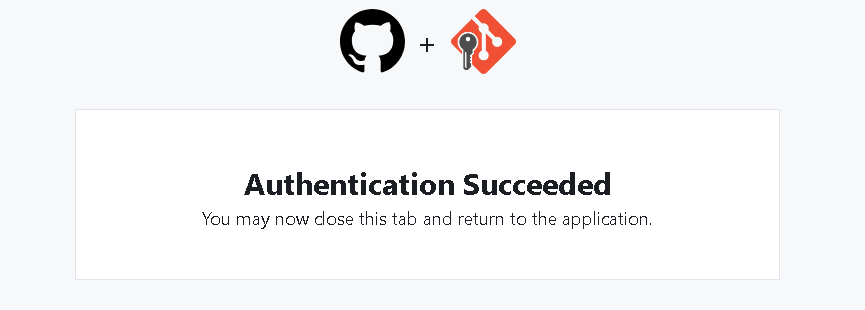 +
Authentication Succeeded
You may now close this tab and return to the application.